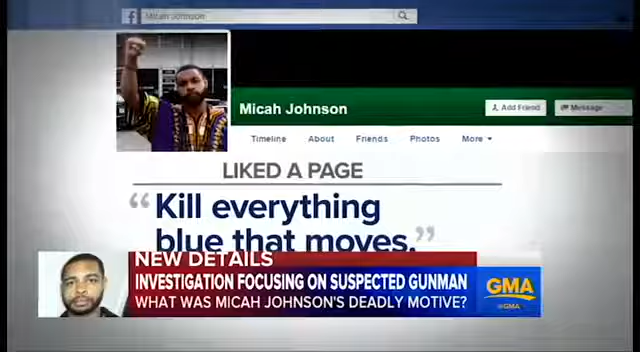 Micah Johnson
Micah Johnson
Add Friend
Message
Timeline About Friends Photos More
LIKED A PAGE
“Kill everything
blue that moves.”
NEW DETAILS
INVESTIGATION FOCUSING ON SUSPECTED GUNMAN
WHAT WAS MICAH JOHNSON'S DEADLY MOTIVE?
GMA
@GMA